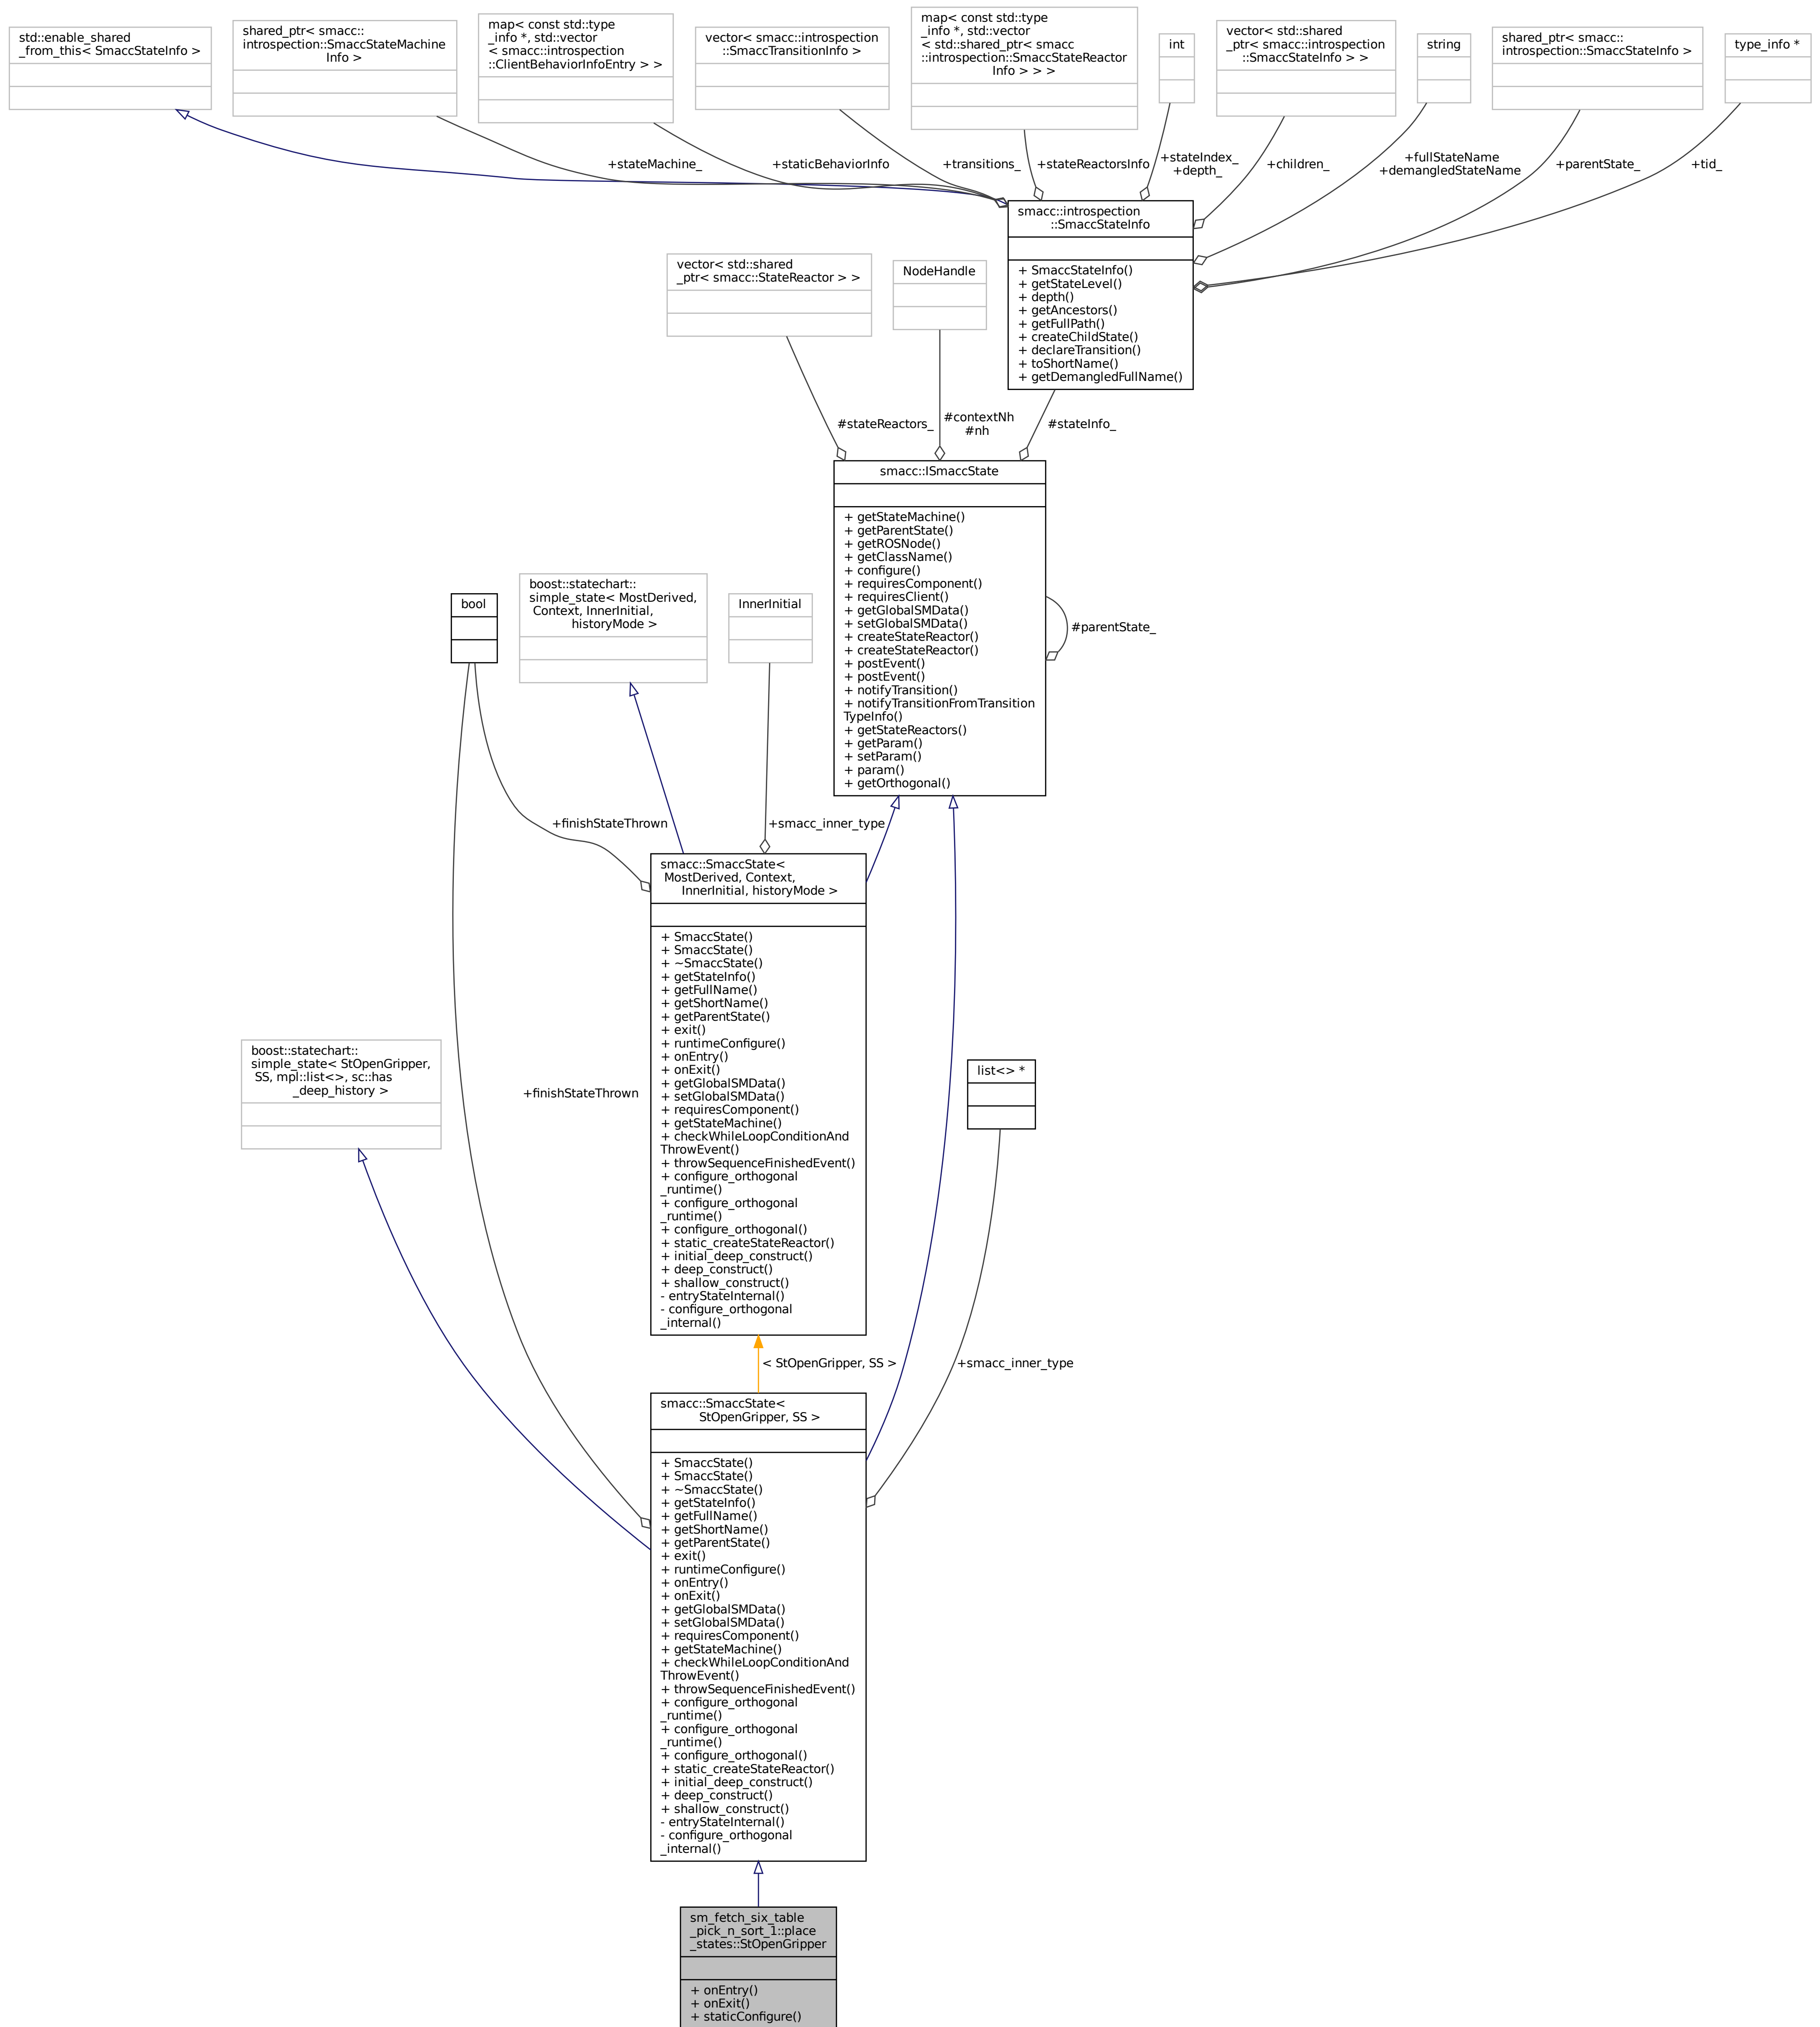 std::enable_shared
_from_this< SmaccStateInfo >
shared_ptr< smacc::
introspection::SmaccStateMachine
Info >
map< const std::type
_info *, std::vector
< smacc::introspection
::ClientBehaviorInfoEntry > >
vector< smacc::introspection
::SmaccTransitionInfo >
map< const std::type
_info *, std::vector
< std::shared_ptr< smacc
::introspection::SmaccStateReactor
Info > > >
int
vector< std::shared
_ptr< smacc::introspection
::SmaccStateInfo > >
string
shared_ptr< smacc::
introspection::SmaccStateInfo >
type_info *
+stateMachine_
+staticBehaviorInfo
+transitions_
+stateReactorsInfo
+stateIndex_
+depth_
+children_
+fullStateName
+demangledStateName
+parentState_
+tid_
smacc::introspection
::SmaccStateInfo
+ SmaccStateInfo()
+ getStateLevel()
+ depth()
+ getAncestors()
+ getFullPath()
+ createChildState()
+ declareTransition()
+ toShortName()
+ getDemangledFullName()
vector< std::shared
_ptr< smacc::StateReactor > >
NodeHandle
#stateReactors_
#contextNh
#nh
#stateInfo_
smacc::ISmaccState
+ getStateMachine()
+ getParentState()
+ getROSNode()
+ getClassName()
+ configure()
+ requiresComponent()
+ requiresClient()
+ getGlobalSMData()
+ setGlobalSMData()
+ createStateReactor()
+ createStateReactor()
+ postEvent()
+ postEvent()
+ notifyTransition()
+ notifyTransitionFromTransition
TypeInfo()
+ getStateReactors()
+ getParam()
+ setParam()
+ param()
+ getOrthogonal()
#parentState_
bool
boost::statechart::
simple_state< MostDerived,
Context, InnerInitial,
historyMode >
InnerInitial
+finishStateThrown
+smacc_inner_type
smacc::SmaccState<
MostDerived, Context,
InnerInitial, historyMode >
+ SmaccState()
+ SmaccState()
+ ~SmaccState()
+ getStateInfo()
+ getFullName()
+ getShortName()
+ getParentState()
+ exit()
+ runtimeConfigure()
+ onEntry()
+ onExit()
+ getGlobalSMData()
+ setGlobalSMData()
+ requiresComponent()
+ getStateMachine()
+ checkWhileLoopConditionAnd
ThrowEvent()
+ throwSequenceFinishedEvent()
+ configure_orthogonal
_runtime()
+ configure_orthogonal
_runtime()
+ configure_orthogonal()
+ static_createStateReactor()
+ initial_deep_construct()
+ deep_construct()
+ shallow_construct()
- entryStateInternal()
- configure_orthogonal
_internal()
boost::statechart::
simple_state< StOpenGripper,
SS, mpl::list<>, sc::has
_deep_history >
+finishStateThrown
list<> *
< StOpenGripper, SS >
+smacc_inner_type
smacc::SmaccState<
StOpenGripper, SS >
+ SmaccState()
+ SmaccState()
+ ~SmaccState()
+ getStateInfo()
+ getFullName()
+ getShortName()
+ getParentState()
+ exit()
+ runtimeConfigure()
+ onEntry()
+ onExit()
+ getGlobalSMData()
+ setGlobalSMData()
+ requiresComponent()
+ getStateMachine()
+ checkWhileLoopConditionAnd
ThrowEvent()
+ throwSequenceFinishedEvent()
+ configure_orthogonal
_runtime()
+ configure_orthogonal
_runtime()
+ configure_orthogonal()
+ static_createStateReactor()
+ initial_deep_construct()
+ deep_construct()
+ shallow_construct()
- entryStateInternal()
- configure_orthogonal
_internal()
sm_fetch_six_table
_pick_n_sort_1::place
_states::StOpenGripper
+ onEntry()
+ onExit()
+ staticConfigure()